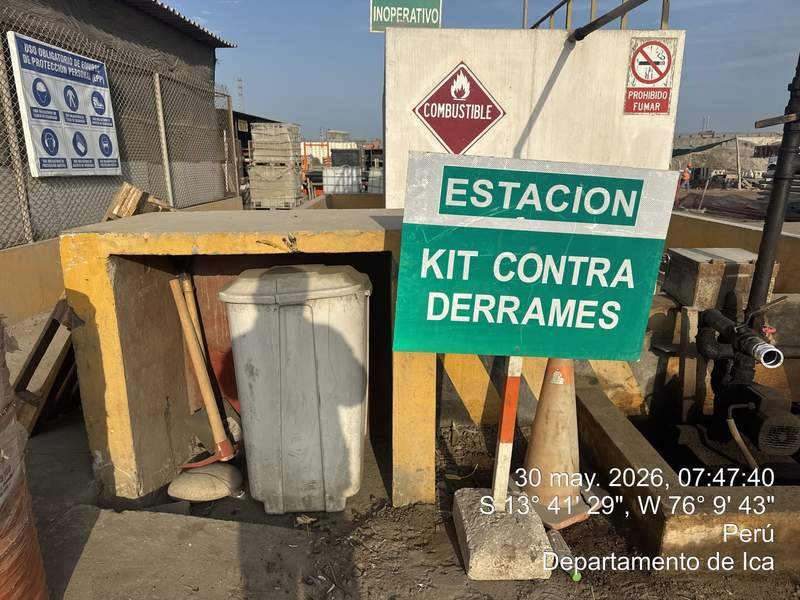 INOPERATIVO
USO OBLIGATORIO DE EQUIPO
DE PROTECCIÓN PERSONAL (EPP)
COMBUSTIBLE
PROHIBIDO
FUMAR
ESTACION
KIT CONTRA
DERRAMES
30 may. 2026, 07:47:40
S 13° 41' 29", W 76° 9' 43"
Perú
Departamento de Ica